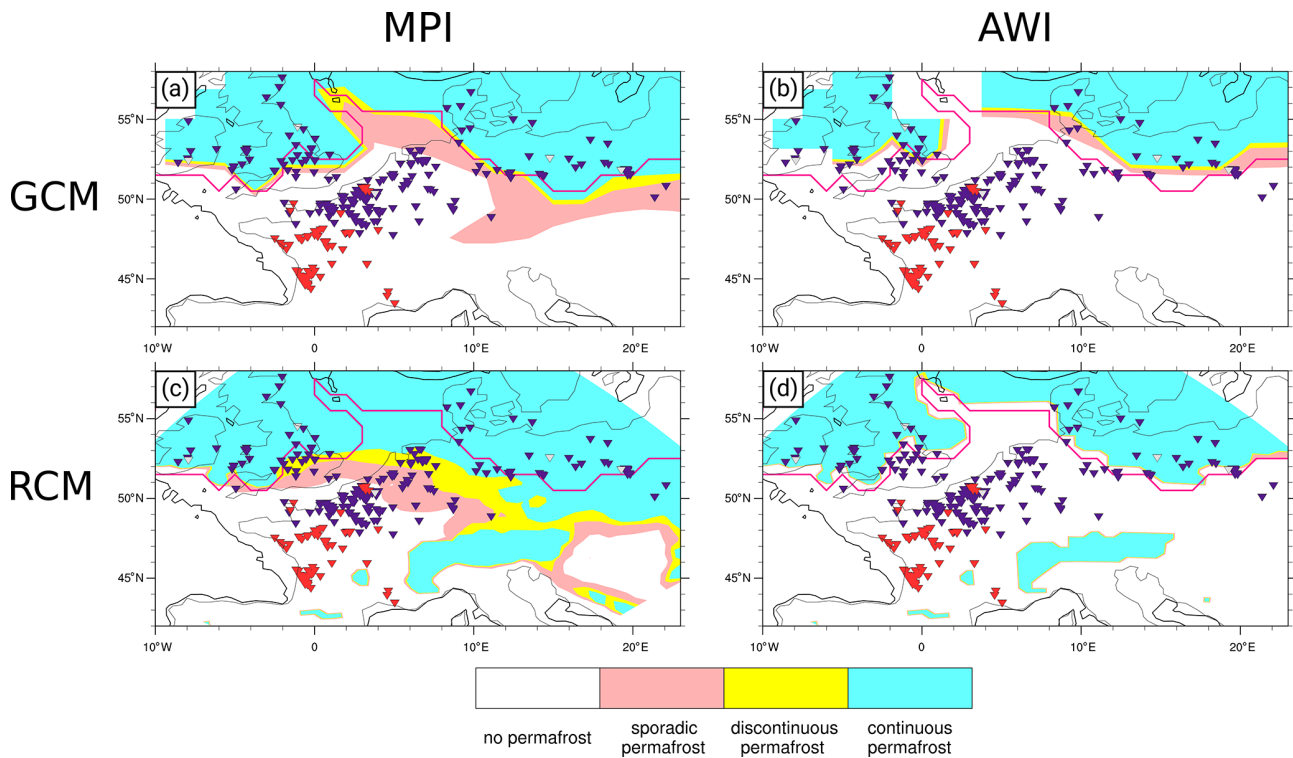 MPI AWI
GCM
(a) (b)
55°N 55°N
50°N 50°N
45°N 45°N
10°W 0 10°E 20°E 10°W 0 10°E 20°E
RCM
(c) (d)
55°N 55°N
50°N 50°N
45°N 45°N
10°W 0 10°E 20°E 10°W 0 10°E 20°E
no permafrost sporadic permafrost discontinuous permafrost continuous permafrost